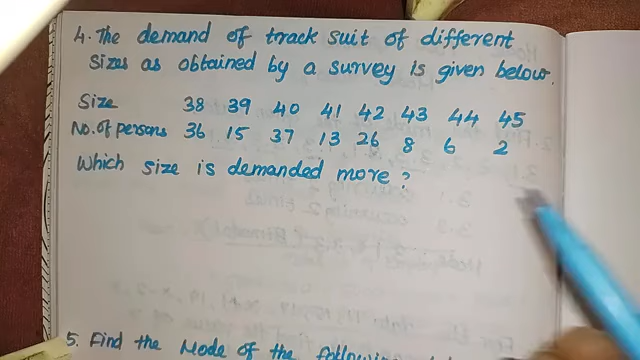 4. The demand of track suit of different
sizes as obtained by a survey is given below.
Size 38 39 40 41 42 43 44 45
No. of persons 36 15 37 13 26 8 6 2
Which size is demanded more?
5. Find the Mode of the following